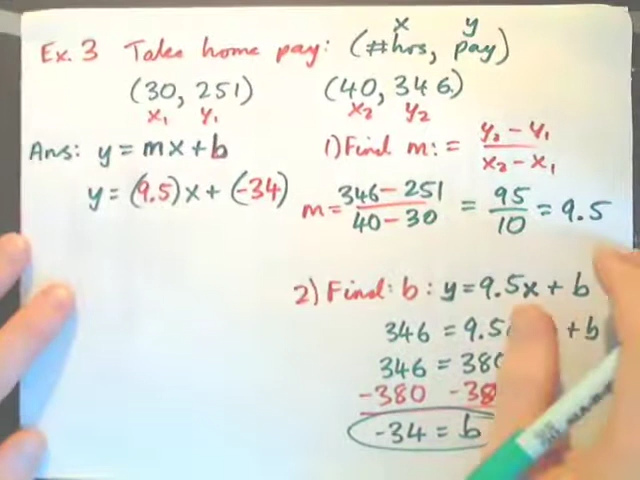 x y
Ex. 3 Takes home pay: (#hrs, pay)
(30, 251) (40, 346)
x₁ y₁ x₂ y₂
Ans: y = mx + b
y = (9.5)x + (-34)
1) Find m: = y₂ - y₁ / x₂ - x₁
m = 346 - 251 / 40 - 30 = 95 / 10 = 9.5
2) Find: b: y = 9.5x + b
346 = 9.5 + b
346 = 380
-380 -38
-34 = b